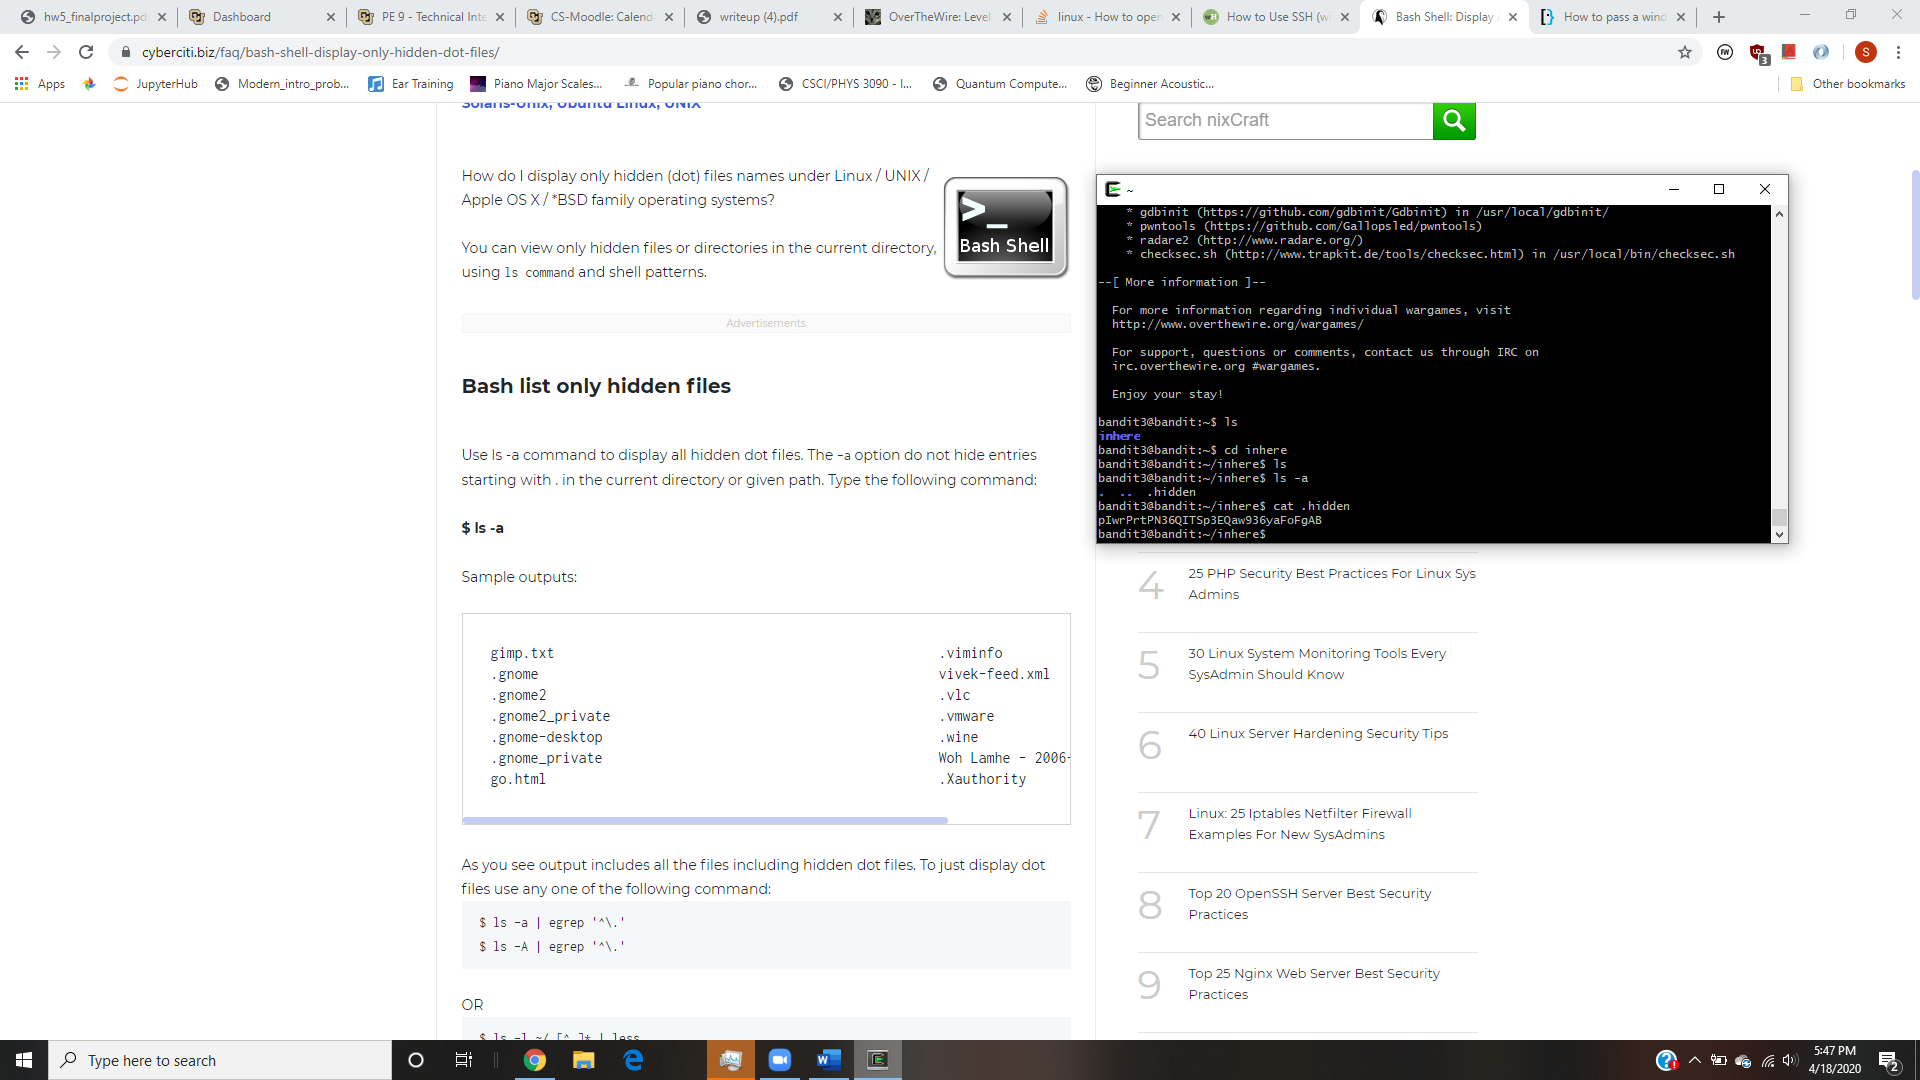 hw5_finalproject.pd
Dashboard
PE 9 - Technical Inte
CS-Moodle: Calend
writeup (4).pdf
OverTheWire: Level
linux - How to open
How to Use SSH (wi
Bash Shell: Display
How to pass a wind
cyberciti.biz/faq/bash-shell-display-only-hidden-dot-files/
3
S
Apps
JupyterHub
Modern_intro_prob...
Ear Training
Piano Major Scales...
Popular piano chor...
CSCI/PHYS 3090 - I...
Quantum Compute...
Beginner Acoustic...
Other bookmarks
Solaris-Unix, Ubuntu Linux, UNIX
How do I display only hidden (dot) files names under Linux / UNIX /
Apple OS X / *BSD family operating systems?
You can view only hidden files or directories in the current directory,
using ls command and shell patterns.
>_
Bash Shell
Advertisements
Bash list only hidden files
Use ls -a command to display all hidden dot files. The -a option do not hide entries
starting with . in the current directory or given path. Type the following command:
$ ls -a
Sample outputs:
gimp.txt .viminfo
.gnome vivek-feed.xml
.gnome2 .vlc
.gnome2_private .vmware
.gnome-desktop .wine
.gnome_private Woh Lamhe - 2006-
go.html .Xauthority
As you see output includes all the files including hidden dot files. To just display dot
files use any one of the following command:
$ ls -a | egrep '^\.'
$ ls -A | egrep '^\.'
OR
$ ls -l ~/.[^.]* | less
Search nixCraft
~
* gdbinit (https://github.com/gdbinit/Gdbinit) in /usr/local/gdbinit/
* pwntools (https://github.com/Gallopsled/pwntools)
* radare2 (http://www.radare.org/)
* checksec.sh (http://www.trapkit.de/tools/checksec.html) in /usr/local/bin/checksec.sh
--[ More information ]--
For more information regarding individual wargames, visit
http://www.overthewire.org/wargames/
For support, questions or comments, contact us through IRC on
irc.overthewire.org #wargames.
Enjoy your stay!
bandit3@bandit:~$ ls
inhere
bandit3@bandit:~$ cd inhere
bandit3@bandit:~/inhere$ ls
bandit3@bandit:~/inhere$ ls -a
. .. .hidden
bandit3@bandit:~/inhere$ cat .hidden
pIwrPrtPN36QITSp3EQaw936yaFoFgAB
bandit3@bandit:~/inhere$
4
25 PHP Security Best Practices For Linux Sys
Admins
5
30 Linux System Monitoring Tools Every
SysAdmin Should Know
6
40 Linux Server Hardening Security Tips
7
Linux: 25 Iptables Netfilter Firewall
Examples For New SysAdmins
8
Top 20 OpenSSH Server Best Security
Practices
9
Top 25 Nginx Web Server Best Security
Practices
Type here to search
5:47 PM
4/18/2020
2